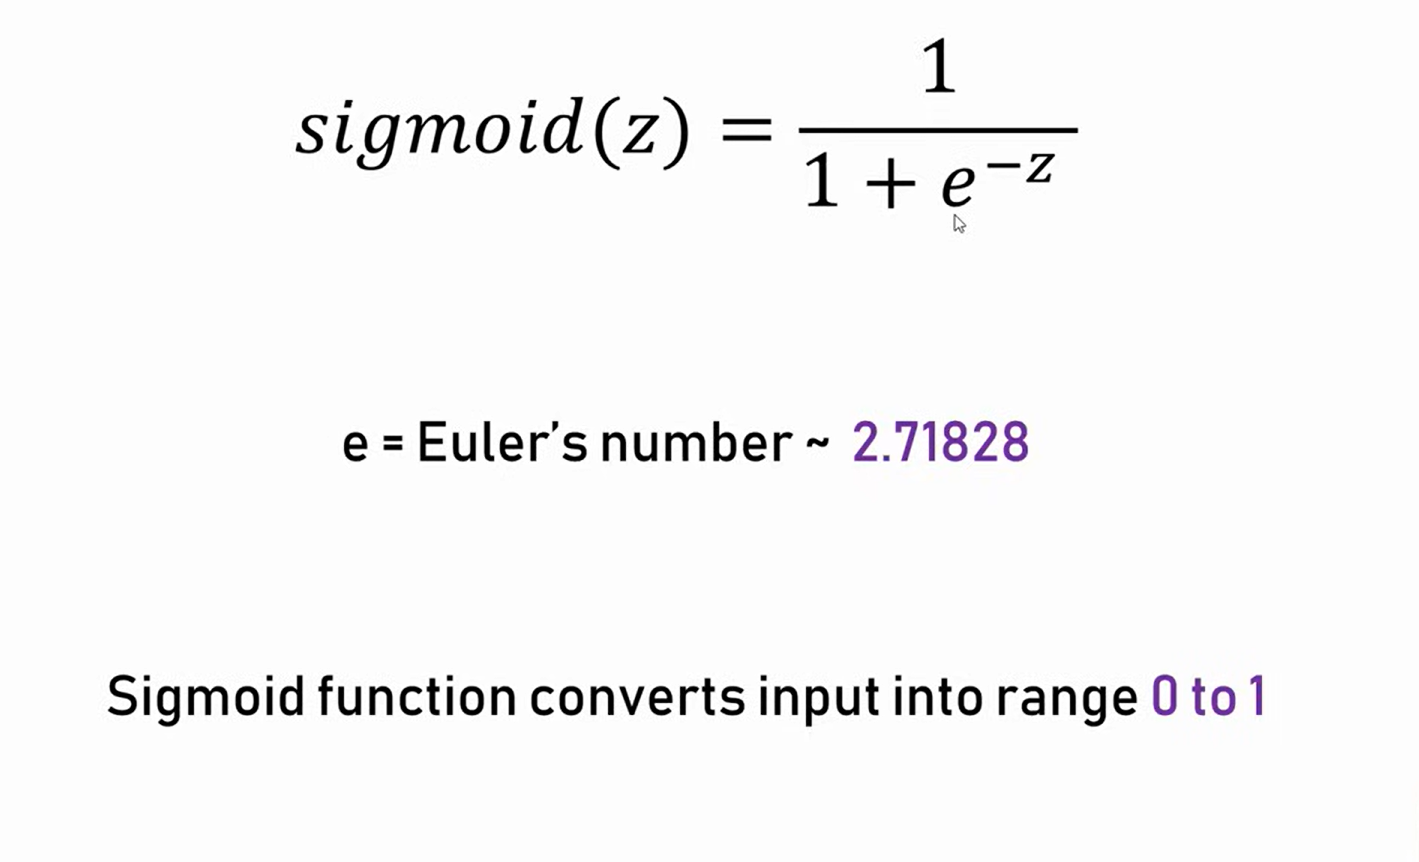 sigmoid(z) = 1 / (1 + e^−z)
e = Euler’s number ~ 2.71828
Sigmoid function converts input into range 0 to 1